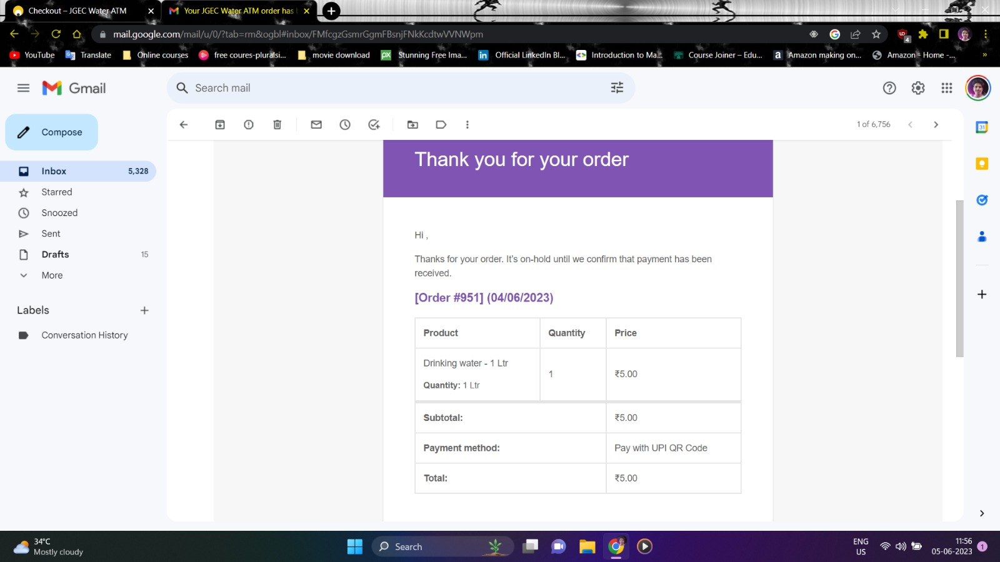 Checkout – JGEC Water ATM
Your JGEC Water ATM order has
mail.google.com/mail/u/0/?tab=rm&ogbl#inbox/FMfcgzGsmrGgmFBsnjFNkKcdtwVVNWpm
4
YouTube
Translate
Online courses
free coures-pluralsi...
movie download
Stunning Free Ima...
Official LinkedIn Bl...
Introduction to Ma...
Course Joiner – Edu...
Amazon making on...
Amazon - Home -...
»
Gmail
Search mail
Compose
1 of 6,756
Inbox 5,328
Starred
Snoozed
Sent
Drafts 15
More
Labels
Conversation History
31
Thank you for your order
Hi ,
Thanks for your order. It's on-hold until we confirm that payment has been
received.
[Order #951] (04/06/2023)
Product Quantity Price
Drinking water - 1 Ltr
Quantity: 1 Ltr
1 ₹5.00
Subtotal: ₹5.00
Payment method: Pay with UPI QR Code
Total: ₹5.00
34°C
Mostly cloudy
Search
ENG
US
11:56
05-06-2023
1